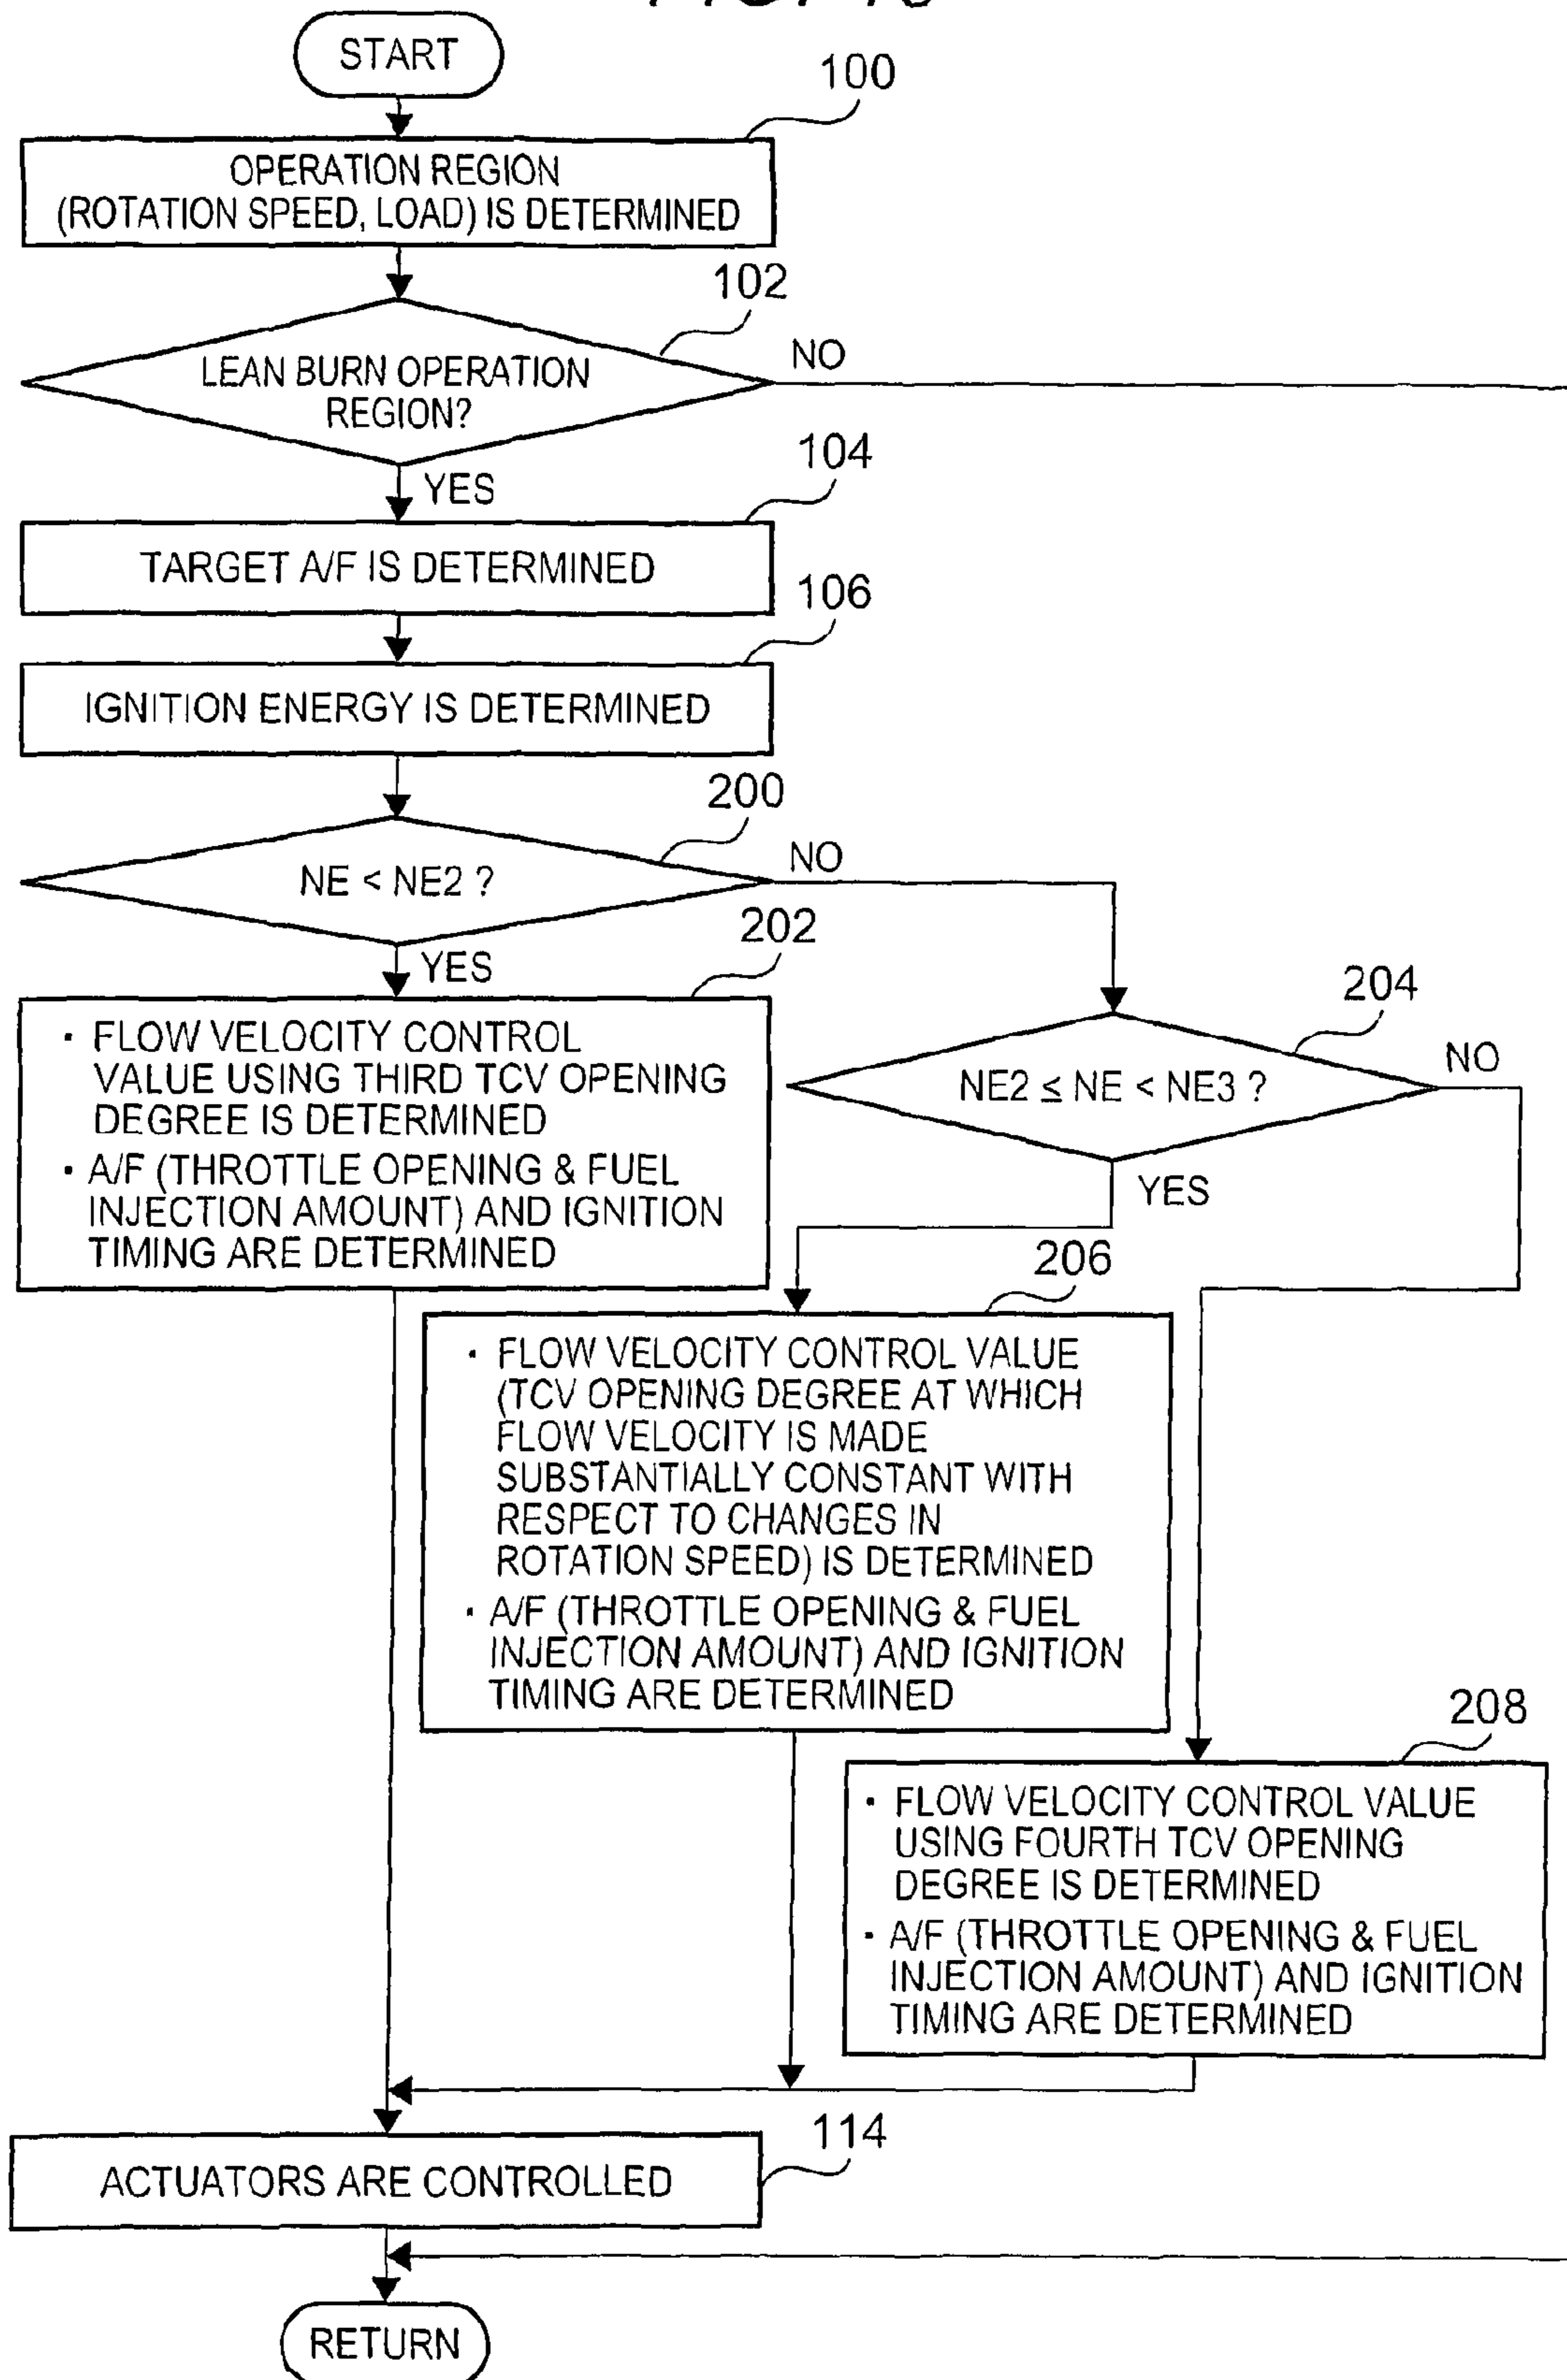 START
100
OPERATION REGION
(ROTATION SPEED, LOAD) IS DETERMINED
102
LEAN BURN OPERATION
REGION?
NO
YES
104
TARGET A/F IS DETERMINED
106
IGNITION ENERGY IS DETERMINED
200
NE < NE2 ?
NO
YES
202
· FLOW VELOCITY CONTROL
VALUE USING THIRD TCV OPENING
DEGREE IS DETERMINED
· A/F (THROTTLE OPENING & FUEL
INJECTION AMOUNT) AND IGNITION
TIMING ARE DETERMINED
204
NE2 ≤ NE < NE3 ?
NO
YES
206
· FLOW VELOCITY CONTROL VALUE
(TCV OPENING DEGREE AT WHICH
FLOW VELOCITY IS MADE
SUBSTANTIALLY CONSTANT WITH
RESPECT TO CHANGES IN
ROTATION SPEED) IS DETERMINED
· A/F (THROTTLE OPENING & FUEL
INJECTION AMOUNT) AND IGNITION
TIMING ARE DETERMINED
208
· FLOW VELOCITY CONTROL VALUE
USING FOURTH TCV OPENING
DEGREE IS DETERMINED
· A/F (THROTTLE OPENING & FUEL
INJECTION AMOUNT) AND IGNITION
TIMING ARE DETERMINED
114
ACTUATORS ARE CONTROLLED
RETURN